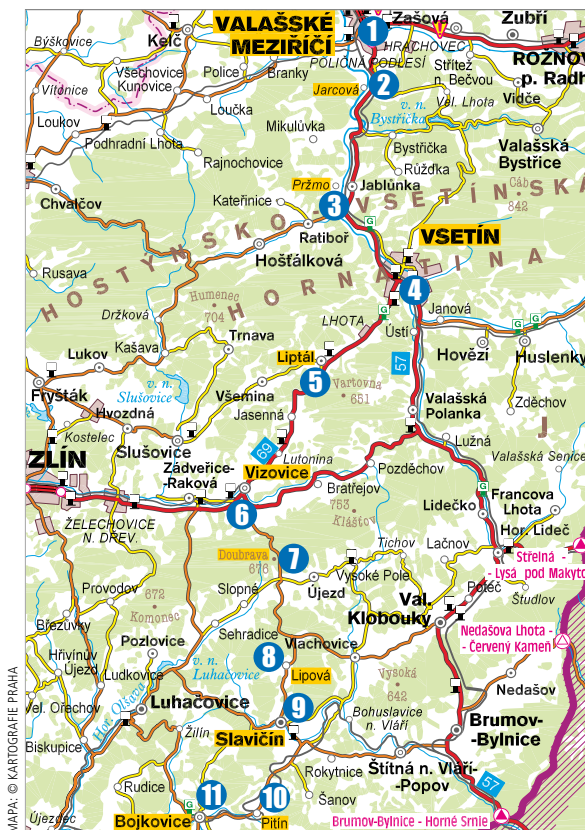 VALAŠSKÉ
MEZIŘÍČÍ
1
Zašová
Zubří
Kelč
HRACHOVEC
Býškovice
POLIČNÁ
PODLESÍ
Střítež
n. Bečvou
ROŽNOV
p. Radh
Všechovice
Police
Branky
Kunovice
Vítonice
Jarcová
2
Vel. Lhota
Vidče
Loučka
v. n.
Bystřička
Loukov
Mikulůvka
Podhradní Lhota
Bystřička
Valašská
Bystřice
Rajnochovice
Růžďka
Pržmo
Jablůnka
Cáb
842
Chvalčov
Kateřinice
3
HOSTÝNSKO - VSETÍNSKÁ
HORNATINA
Ratiboř
G
VSETÍN
Hošťálková
Rusava
Humenec
704
4
Držková
LHOTA
G
Janová
G
G
Trnava
Ústí
Kašava
Lukov
Liptál
Hovězí
Huslenky
57
Fryšták
v. n.
Slušovice
Všemina
5
Vartovna
651
Zděchov
Hvozdná
Jasenná
Valašská
Polanka
J
Kostelec
Slušovice
69
Lutonina
Lužná
ZLÍN
Zádveřice-
-Raková
Vizovice
Pozděchov
Valašská Senice
Bratřejov
G
Francova
Lhota
6
753
Klášťov
Lidečko
ŽELECHOVICE
N. DŘEV.
Hor. Lideč
Tichov
Lačnov
Doubrava
676
7
Střelná -
- Lysá pod Makyto
Vysoké Pole
Provodov
Slopné
Újezd
Poteč
672
Komonec
Študlov
Val.
Klobouky
Březůvky
Sehradice
Nedašova Lhota -
- Červený Kameň
Pozlovice
Vlachovice
Hřivínův
Újezd
8
v. n.
Luhačovice
Ludkovice
Lipová
Vysoká
642
Nedašov
Vel. Ořechov
Hor. Olšava
Luhačovice
9
Bohuslavice
n. Vláří
Brumov-
-Bylnice
Biskupice
Žilín
Slavičín
Štítná n. Vláří-
-Popov
Rokytnice
57
Rudice
Šanov
11
10
G
Újezdec
Bojkovice
Pitín
Brumov-Bylnice - Horné Srnie
MAPA: © KARTOGRAFIE PRAHA